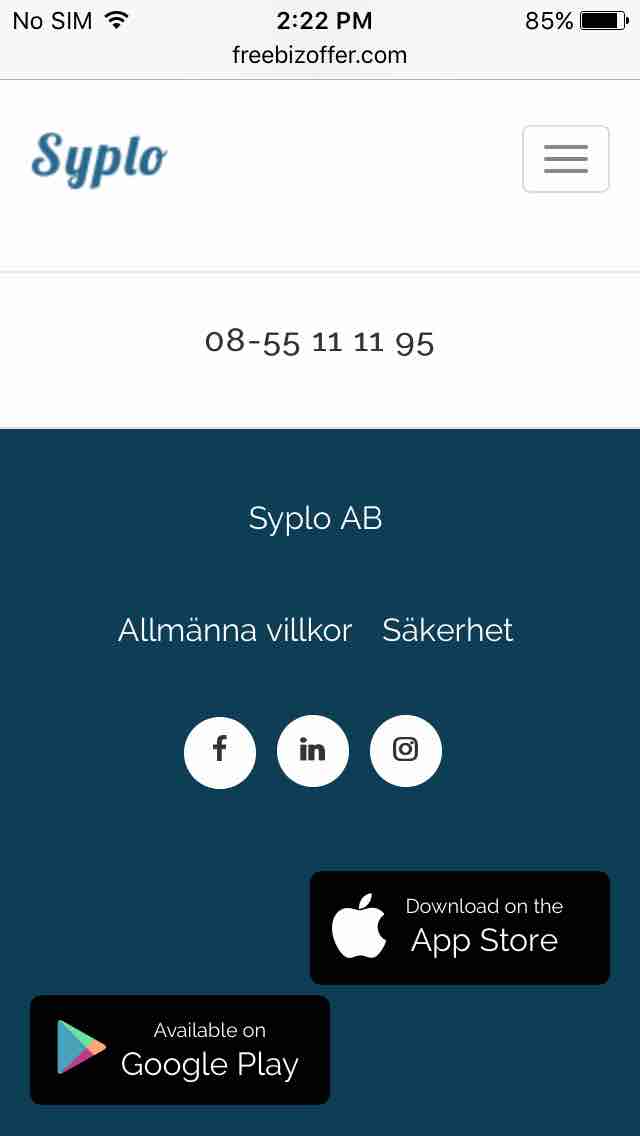 No SIM 2:22 PM 85%
freebizoffer.com
Syplo
08-55 11 11 95
Syplo AB
Allmänna villkor Säkerhet
f in
Download on the
App Store
Available on
Google Play